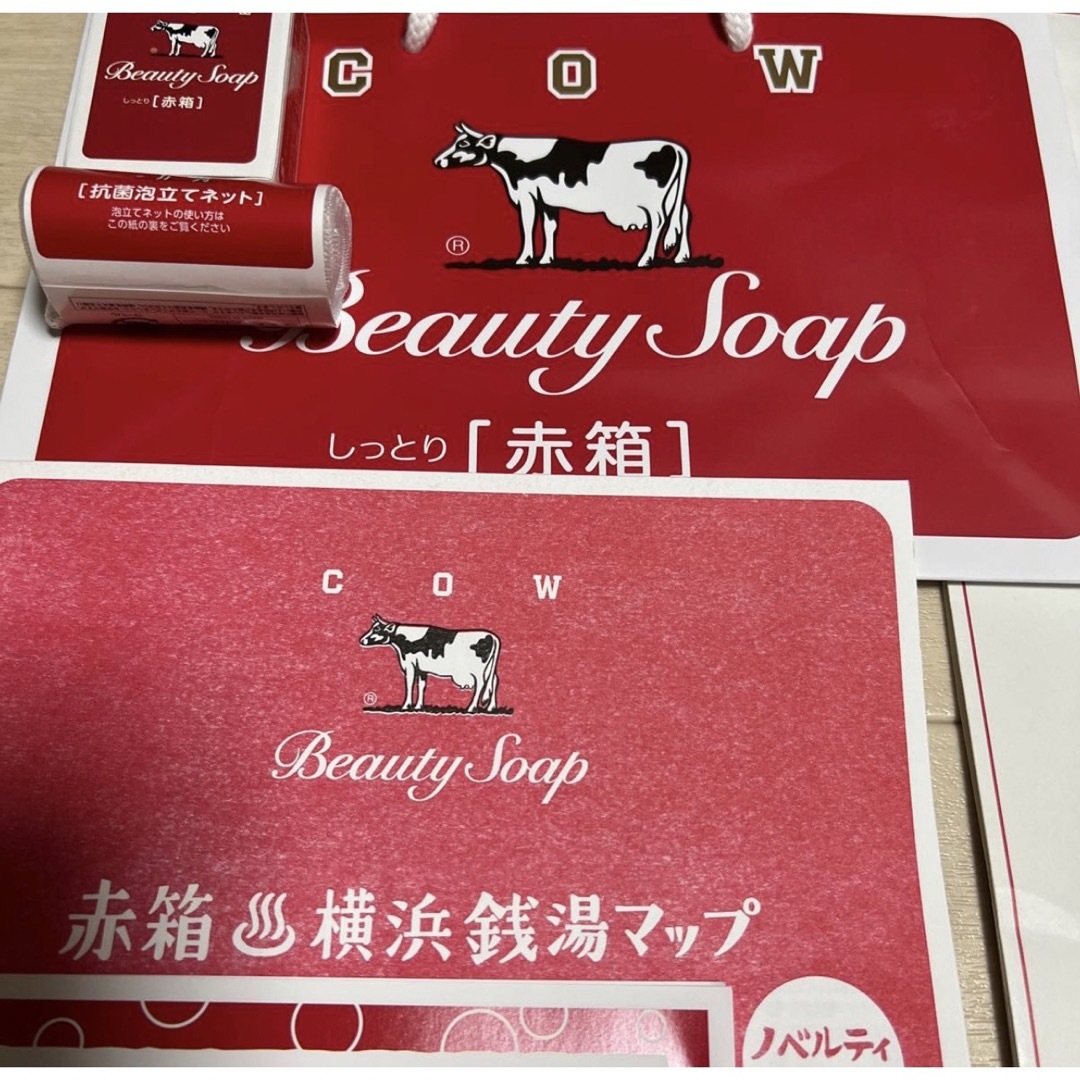 Beauty Soap
しっとり [赤箱]
[抗菌泡立てネット]
泡立てネットの使い方は
この紙の裏をご覧ください
C O W
®
Beauty Soap
しっとり [赤箱]
C O W
®
Beauty Soap
赤箱♨横浜銭湯マップ
ノベルティ